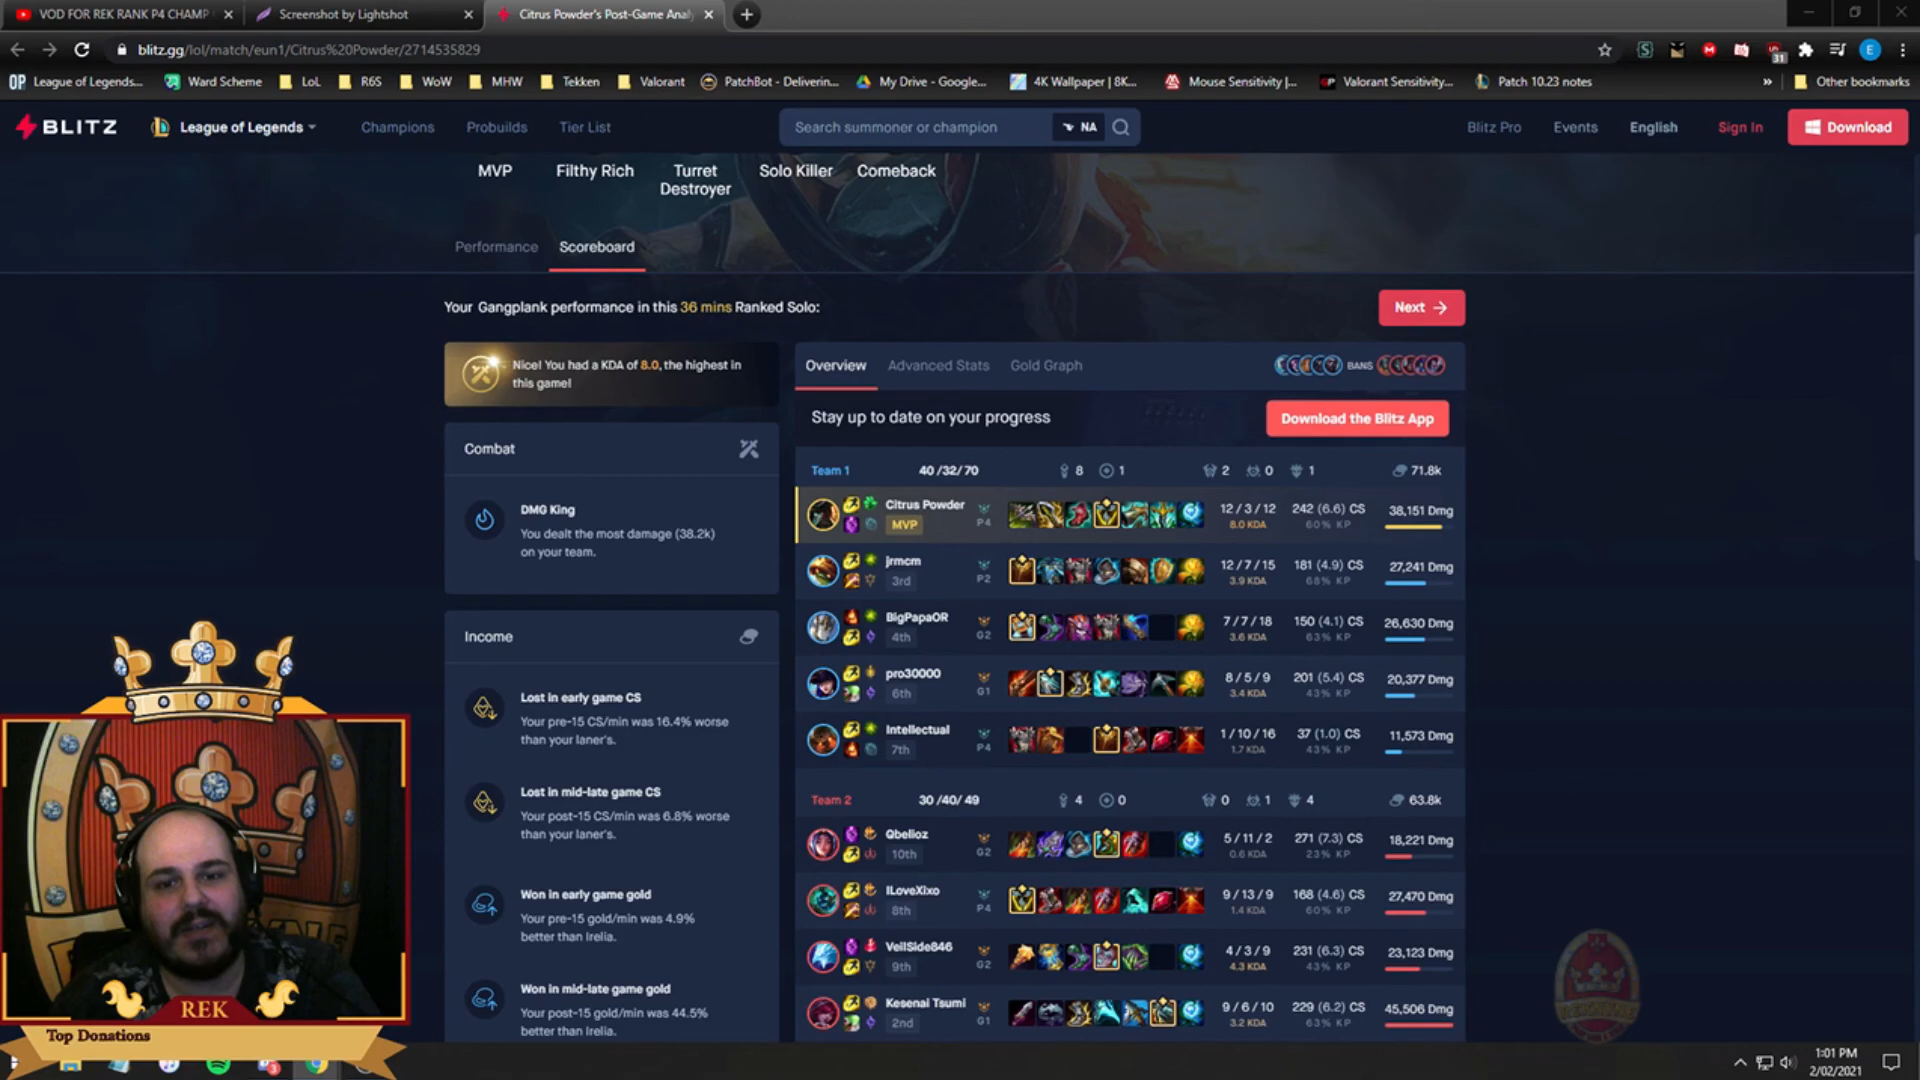 VOD FOR REK RANK P4 CHAMP
Screenshot by Lightshot
Citrus Powder's Post-Game Anal
blitz.gg/lol/match/eun1/Citrus%20Powder/2714535829
31
E
OP League of Legends...
Ward Scheme
LoL
R6S
WoW
MHW
Tekken
Valorant
PatchBot - Deliverin...
My Drive - Google...
4K Wallpaper | 8K...
Mouse Sensitivity |...
Valorant Sensitivity...
Patch 10.23 notes
»
Other bookmarks
BLITZ
League of Legends
Champions
Probuilds
Tier List
Search summoner or champion
NA
Blitz Pro
Events
English
Sign In
Download
MVP
Filthy Rich
Turret
Destroyer
Solo Killer
Comeback
Performance
Scoreboard
Your Gangplank performance in this 36 mins Ranked Solo:
Next →
Nice! You had a KDA of 8.0, the highest in
this game!
Combat
DMG King
You dealt the most damage (38.2k)
on your team.
Income
Lost in early game CS
Your pre-15 CS/min was 16.4% worse
than your laner's.
Lost in mid-late game CS
Your post-15 CS/min was 6.8% worse
than your laner's.
Won in early game gold
Your pre-15 gold/min was 4.9%
better than Irelia.
Won in mid-late game gold
Your post-15 gold/min was 44.5%
better than Irelia.
Overview
Advanced Stats
Gold Graph
BANS
Stay up to date on your progress
Download the Blitz App
Team 1 40/32/70 8 1 2 0 1 71.8k
Citrus Powder P4 12 / 3 / 12 242 (6.6) CS 38,151 Dmg
MVP 8.0 KDA 60% KP
jrmcm P2 12 / 7 / 15 181 (4.9) CS 27,241 Dmg
3rd 3.9 KDA 68% KP
BigPapaOR G2 7 / 7 / 18 150 (4.1) CS 26,630 Dmg
4th 3.6 KDA 63% KP
pro30000 G1 8 / 5 / 9 201 (5.4) CS 20,377 Dmg
6th 3.4 KDA 43% KP
Intellectual P4 1 / 10 / 16 37 (1.0) CS 11,573 Dmg
7th 1.7 KDA 43% KP
Team 2 30/40/49 4 0 0 1 4 63.8k
Qbelioz G2 5 / 11 / 2 271 (7.3) CS 18,221 Dmg
10th 0.6 KDA 23% KP
ILoveXixo P4 9 / 13 / 9 168 (4.6) CS 27,470 Dmg
8th 1.4 KDA 60% KP
VeilSide846 G2 4 / 3 / 9 231 (6.3) CS 23,123 Dmg
9th 4.3 KDA 43% KP
Kesenai Tsumi G1 9 / 6 / 10 229 (6.2) CS 45,506 Dmg
2nd 3.2 KDA 63% KP
REK
Top Donations
3
1:01 PM
2/02/2021